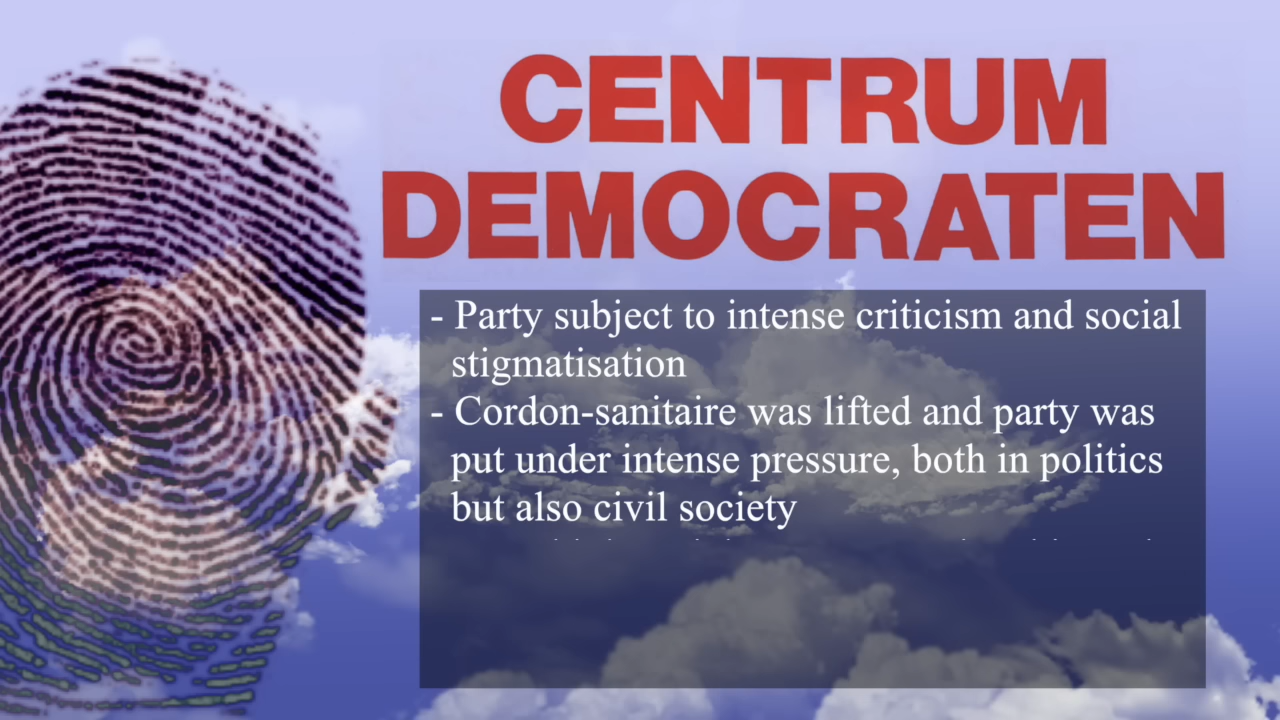 CENTRUM
DEMOCRATEN
- Party subject to intense criticism and social
stigmatisation
- Cordon-sanitaire was lifted and party was
put under intense pressure, both in politics
but also civil society